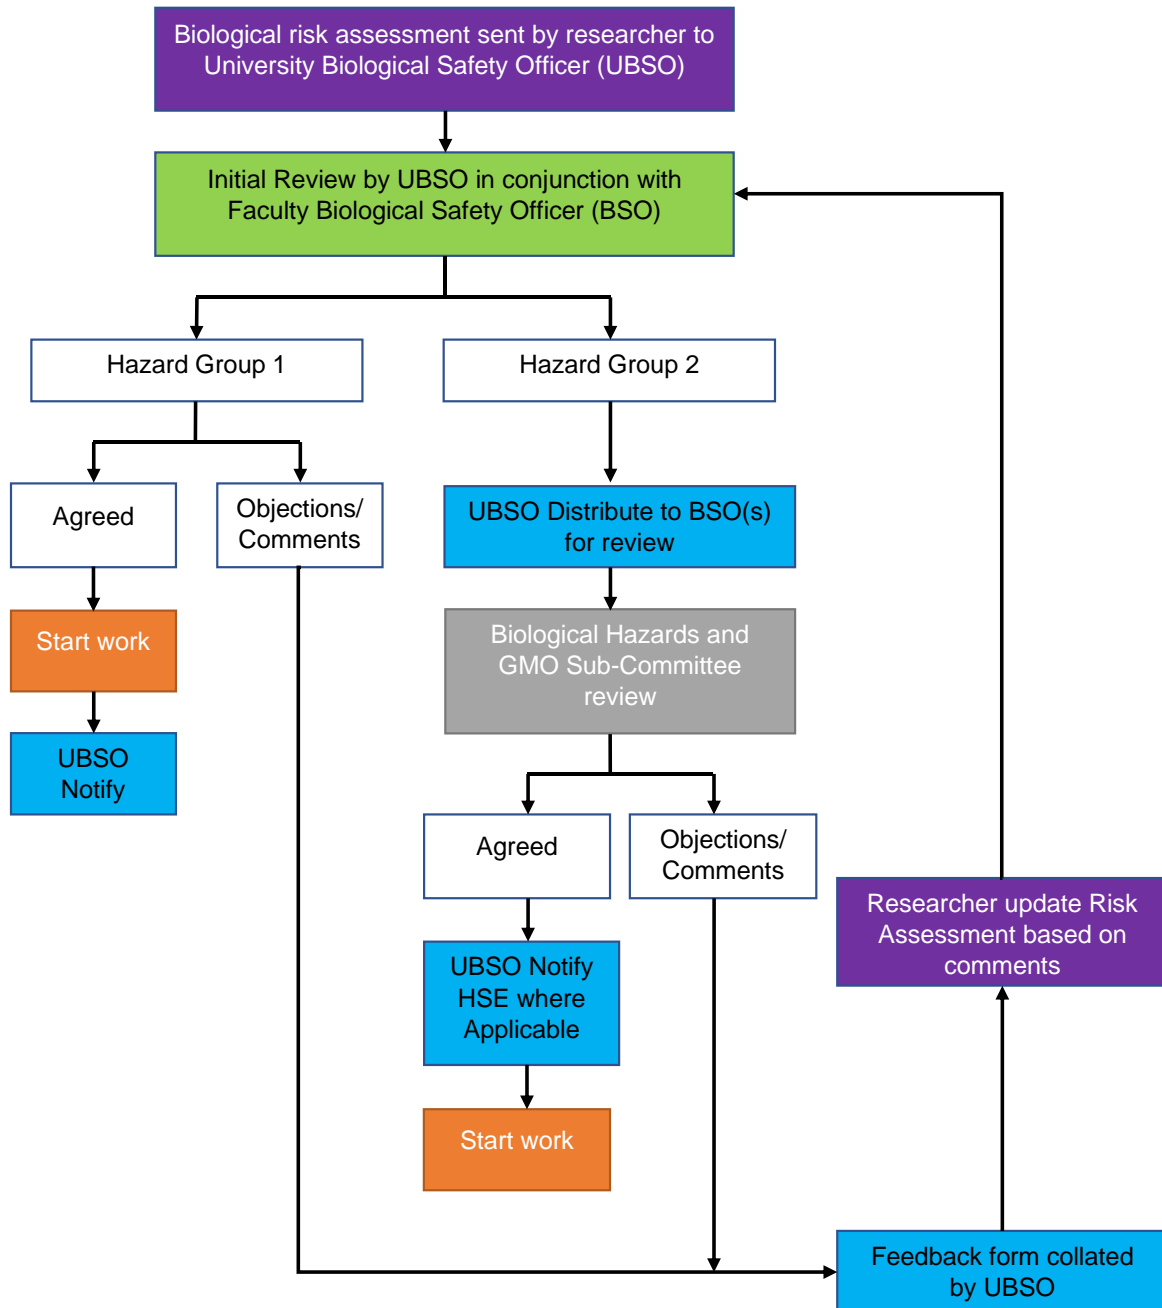 Biological risk assessment sent by researcher to
University Biological Safety Officer (UBSO)
Initial Review by UBSO in conjunction with
Faculty Biological Safety Officer (BSO)
Hazard Group 1
Hazard Group 2
Agreed
Objections/
Comments
UBSO Distribute to BSO(s)
for review
Start work
Biological Hazards and
GMO Sub-Committee
review
UBSO
Notify
Agreed
Objections/
Comments
Researcher update Risk
Assessment based on
comments
UBSO Notify
HSE where
Applicable
Start work
Feedback form collated
by UBSO